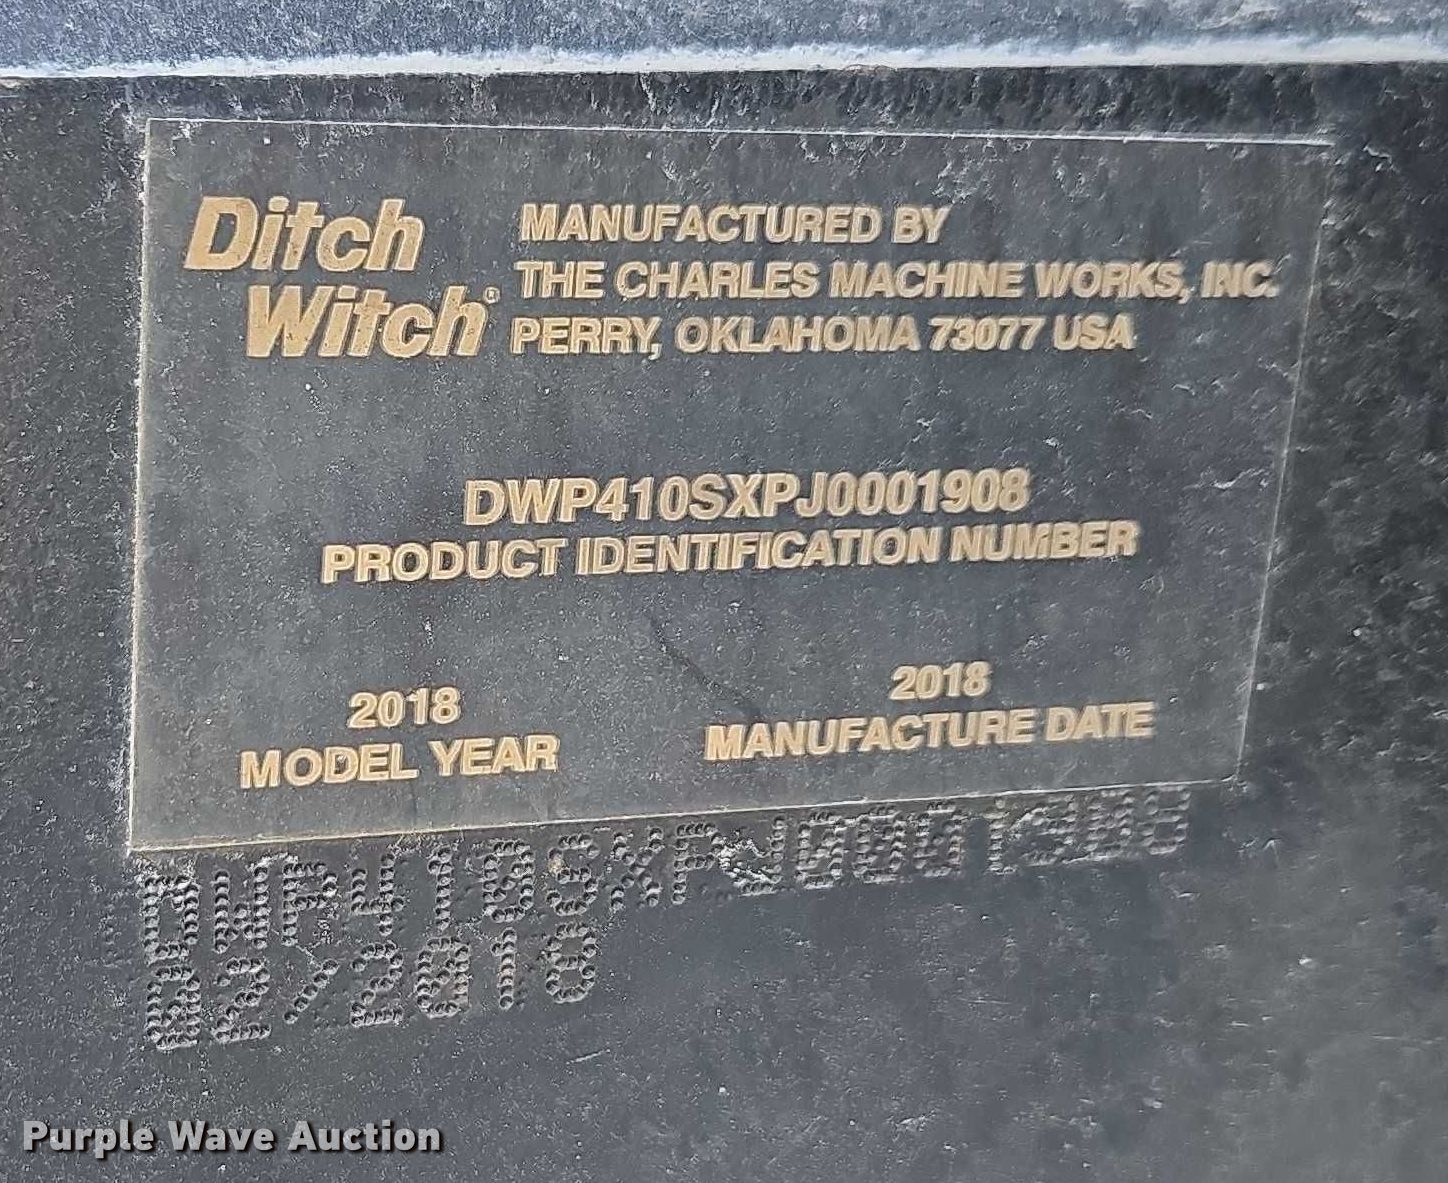 Ditch
Witch®
MANUFACTURED BY
THE CHARLES MACHINE WORKS, INC.
PERRY, OKLAHOMA 73077 USA
DWP410SXPJ0001908
PRODUCT IDENTIFICATION NUMBER
2018
MODEL YEAR
2018
MANUFACTURE DATE
DWP410SXPJ0001908
02/2018
Purple Wave Auction